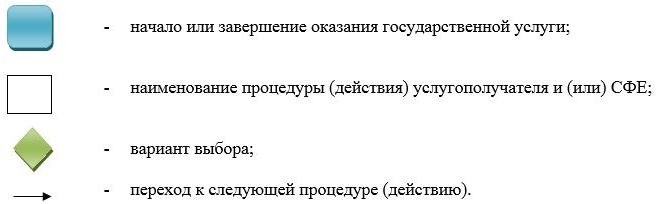 - начало или завершение оказания государственной услуги;
- наименование процедуры (действия) услугополучателя и (или) СФЕ;
- вариант выбора;
- переход к следующей процедуре (действию).